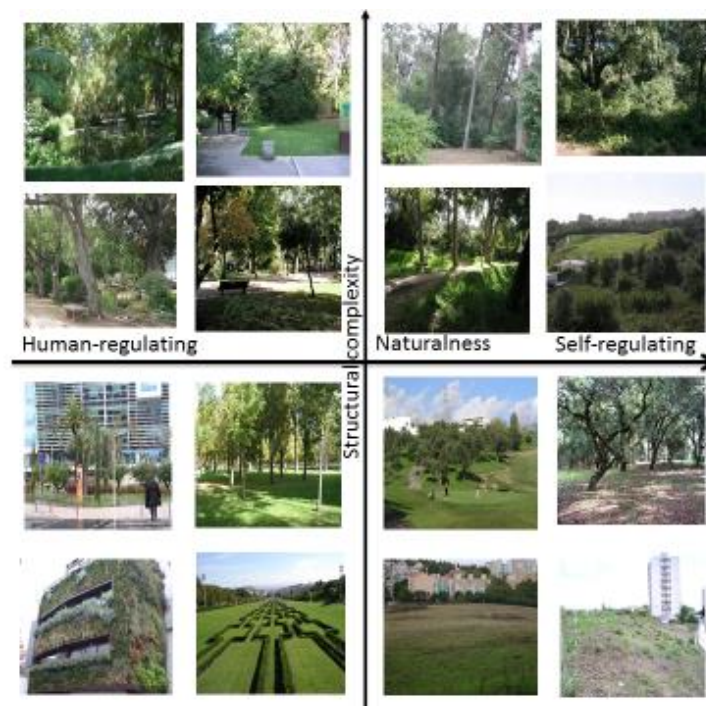 Structural complexity
Human-regulating
Naturalness
Self-regulating